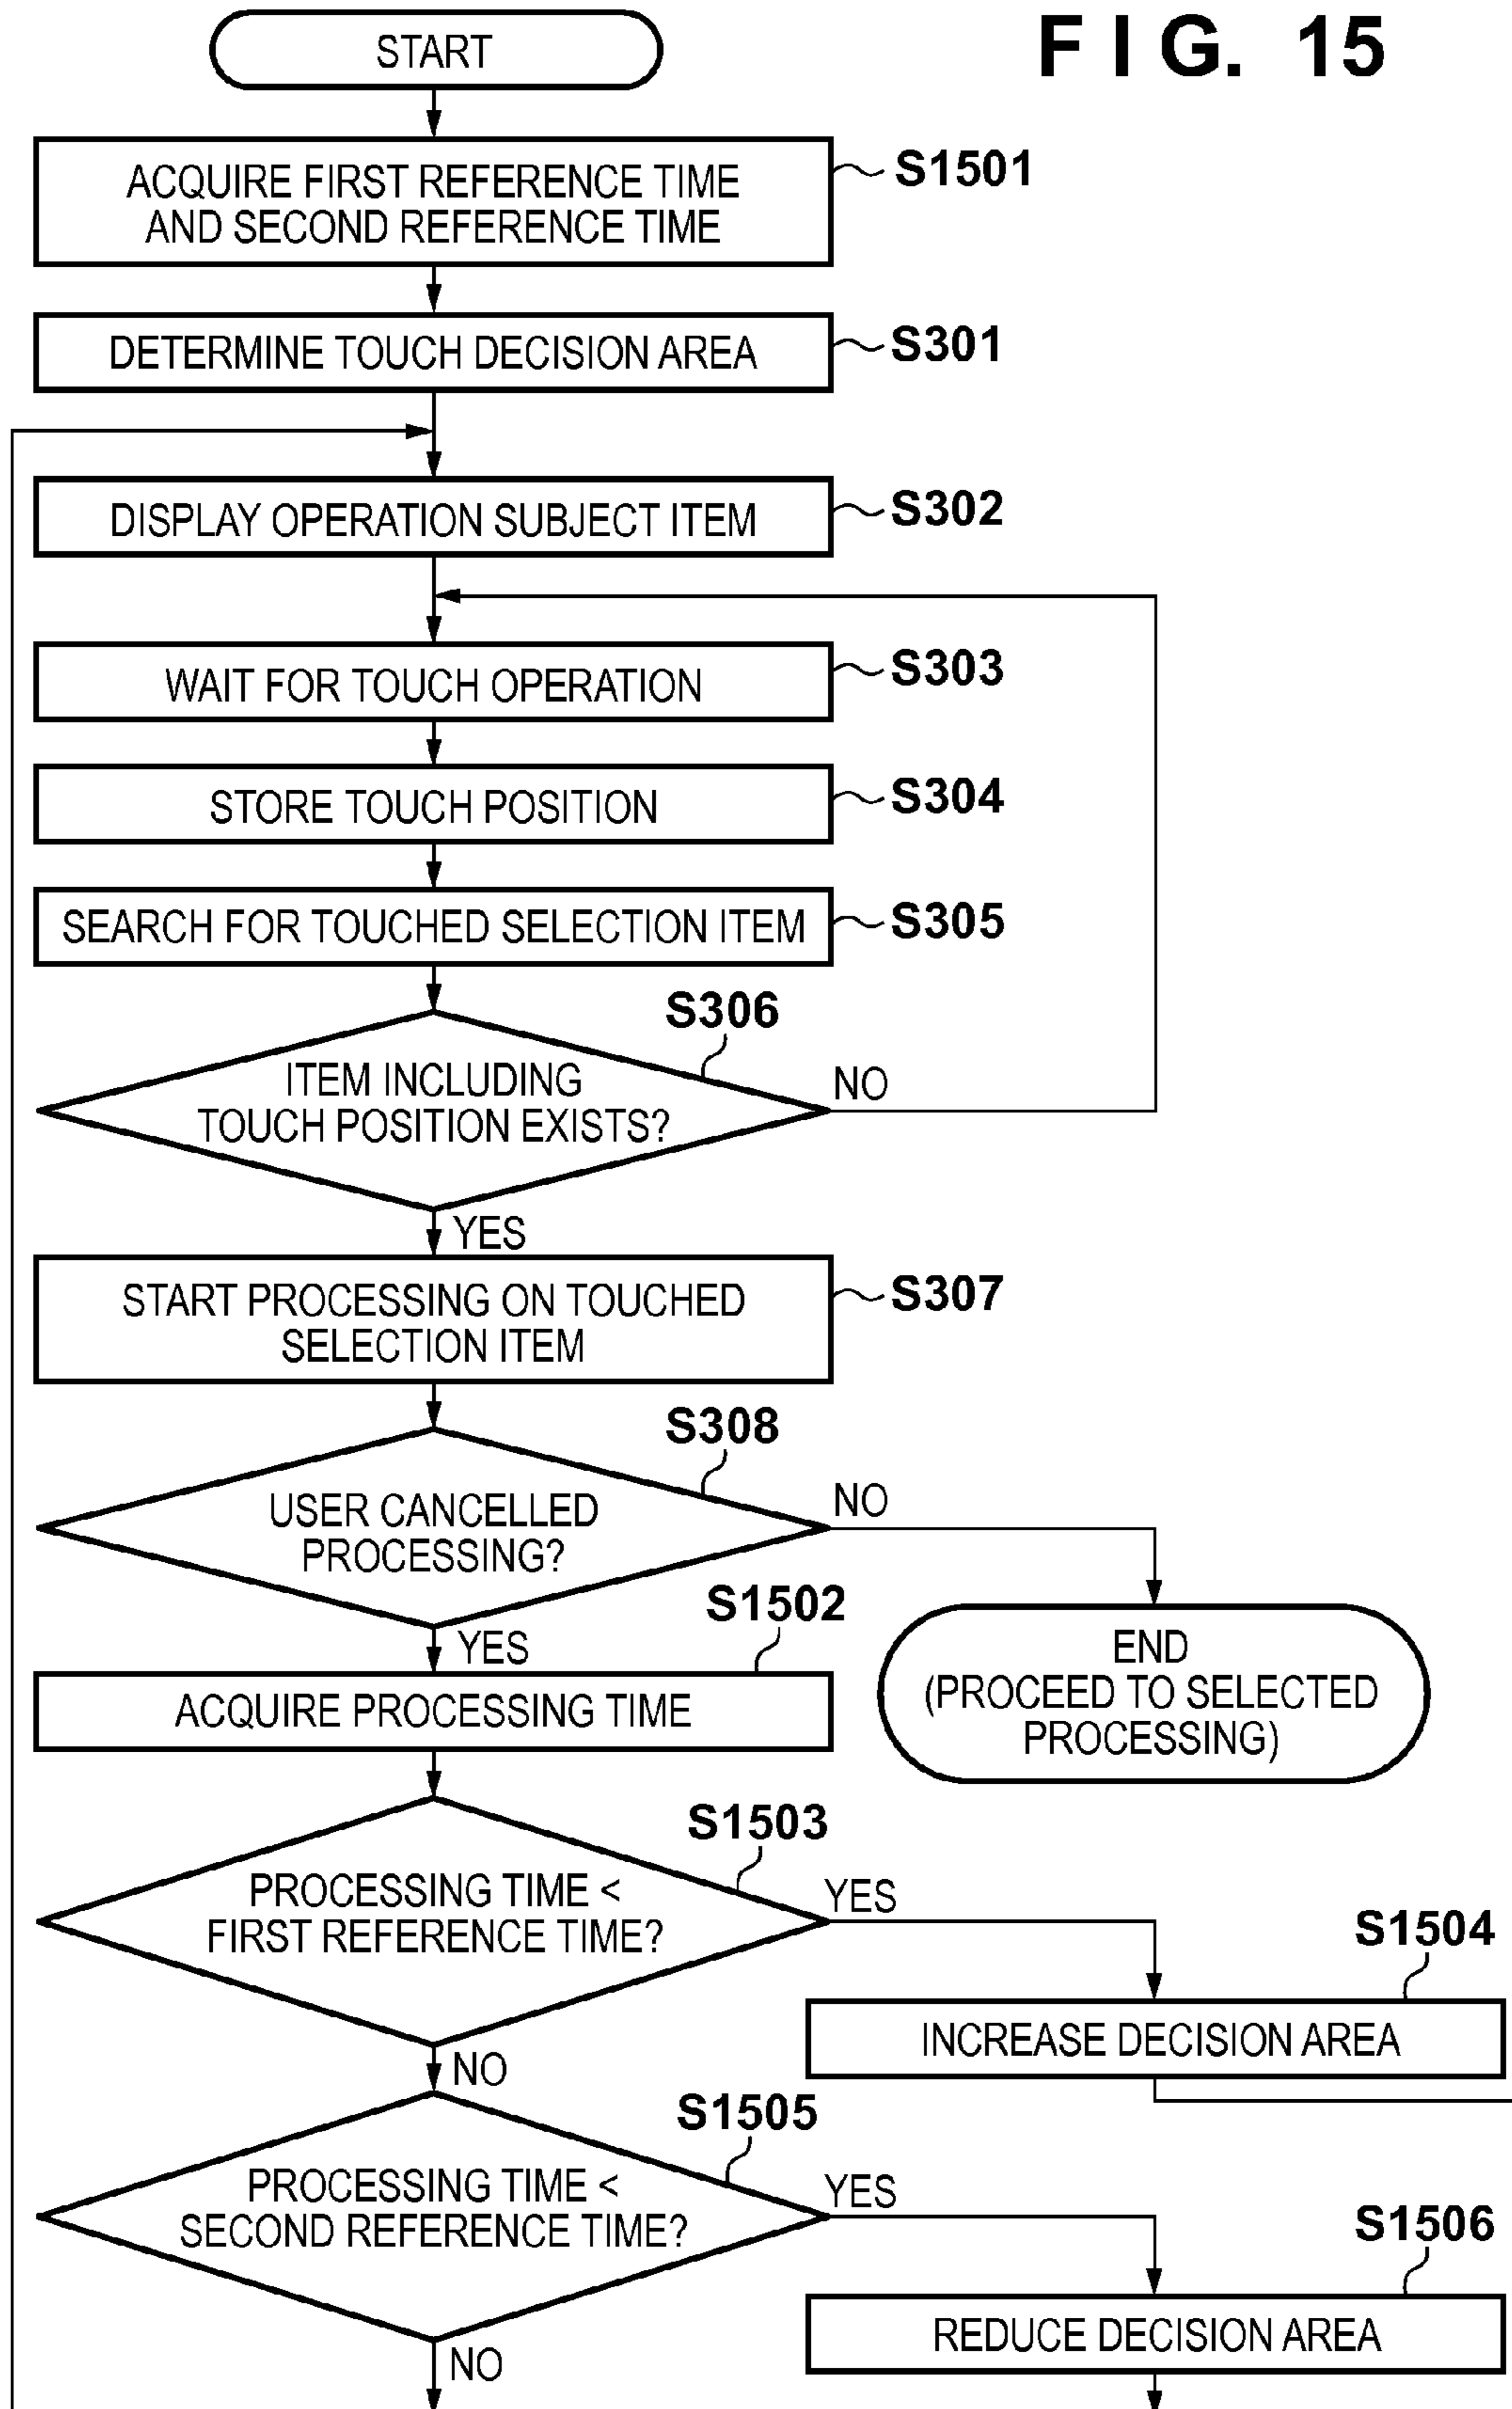 FIG. 15
START
ACQUIRE FIRST REFERENCE TIME
AND SECOND REFERENCE TIME
S1501
DETERMINE TOUCH DECISION AREA
S301
DISPLAY OPERATION SUBJECT ITEM
S302
WAIT FOR TOUCH OPERATION
S303
STORE TOUCH POSITION
S304
SEARCH FOR TOUCHED SELECTION ITEM
S305
S306
ITEM INCLUDING
TOUCH POSITION EXISTS?
NO
YES
START PROCESSING ON TOUCHED
SELECTION ITEM
S307
S308
USER CANCELLED
PROCESSING?
NO
YES
END
(PROCEED TO SELECTED
PROCESSING)
S1502
ACQUIRE PROCESSING TIME
S1503
PROCESSING TIME <
FIRST REFERENCE TIME?
YES
S1504
INCREASE DECISION AREA
NO
S1505
PROCESSING TIME <
SECOND REFERENCE TIME?
YES
S1506
REDUCE DECISION AREA
NO